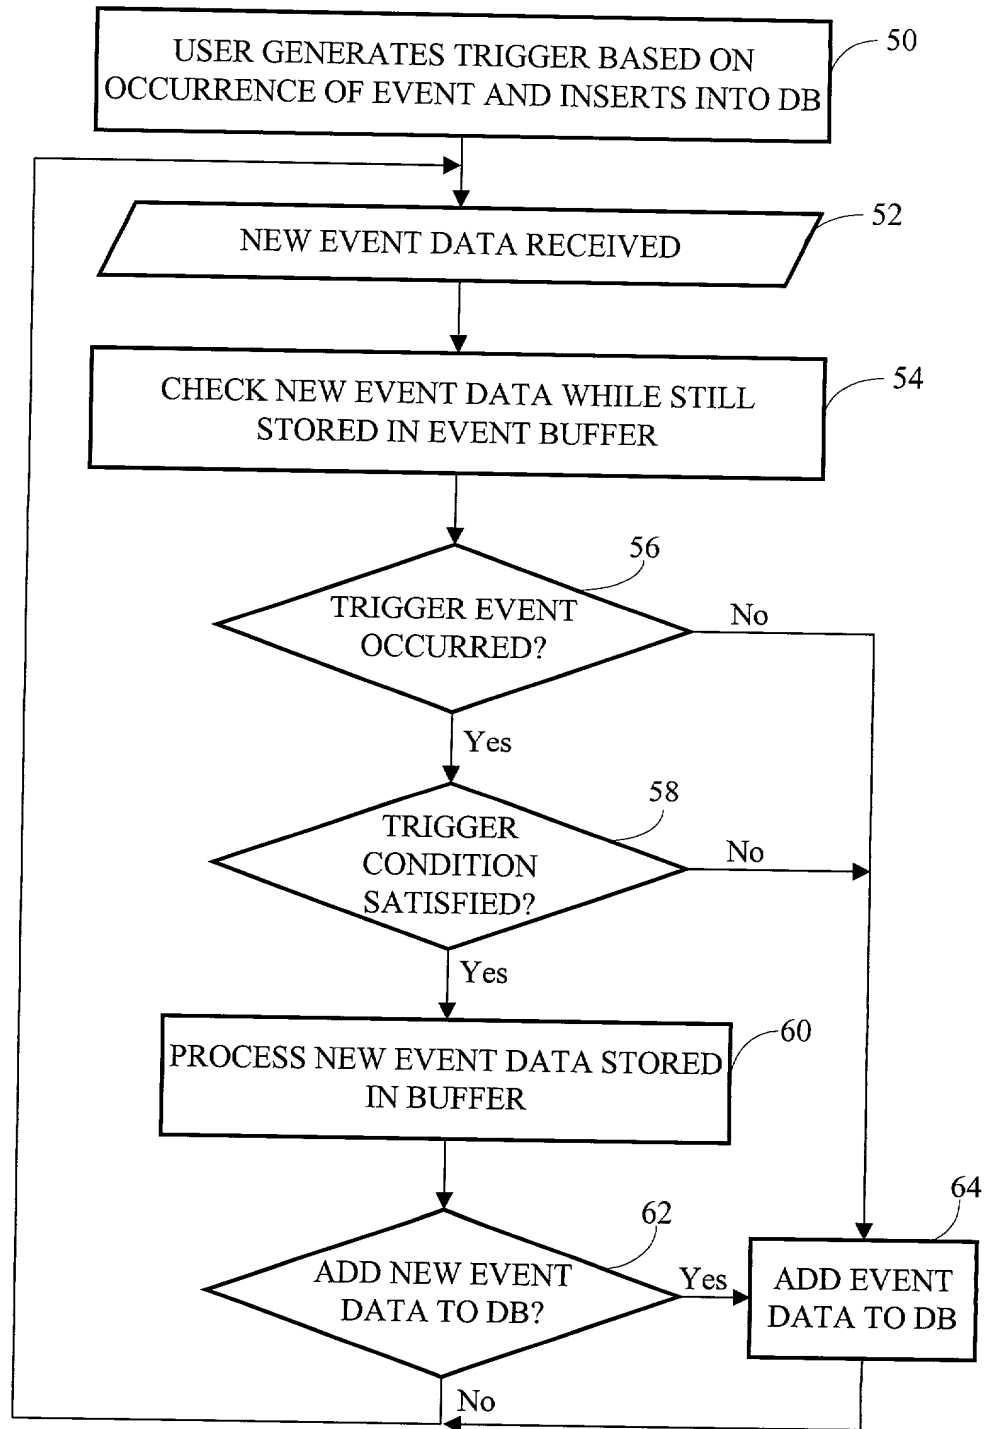 USER GENERATES TRIGGER BASED ON
OCCURRENCE OF EVENT AND INSERTS INTO DB
50
NEW EVENT DATA RECEIVED
52
CHECK NEW EVENT DATA WHILE STILL
STORED IN EVENT BUFFER
54
56
TRIGGER EVENT
OCCURRED?
No
Yes
58
TRIGGER
CONDITION
SATISFIED?
No
Yes
60
PROCESS NEW EVENT DATA STORED
IN BUFFER
62
ADD NEW EVENT
DATA TO DB?
Yes
64
ADD EVENT
DATA TO DB
No